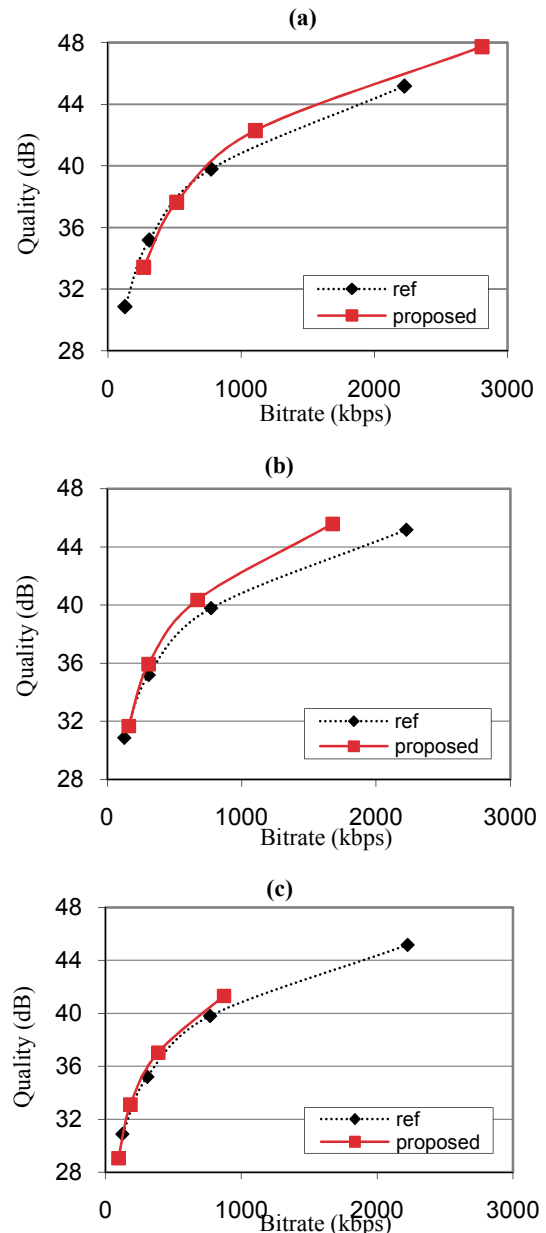 (a)
48
44
40
36
32
28
Quality (dB)
ref
proposed
0 1000 2000 3000
Bitrate (kbps)
(b)
48
44
40
36
32
28
Quality (dB)
ref
proposed
0 1000 2000 3000
Bitrate (kbps)
(c)
48
44
40
36
32
28
Quality (dB)
ref
proposed
0 1000 2000 3000
Bitrate (kbps)